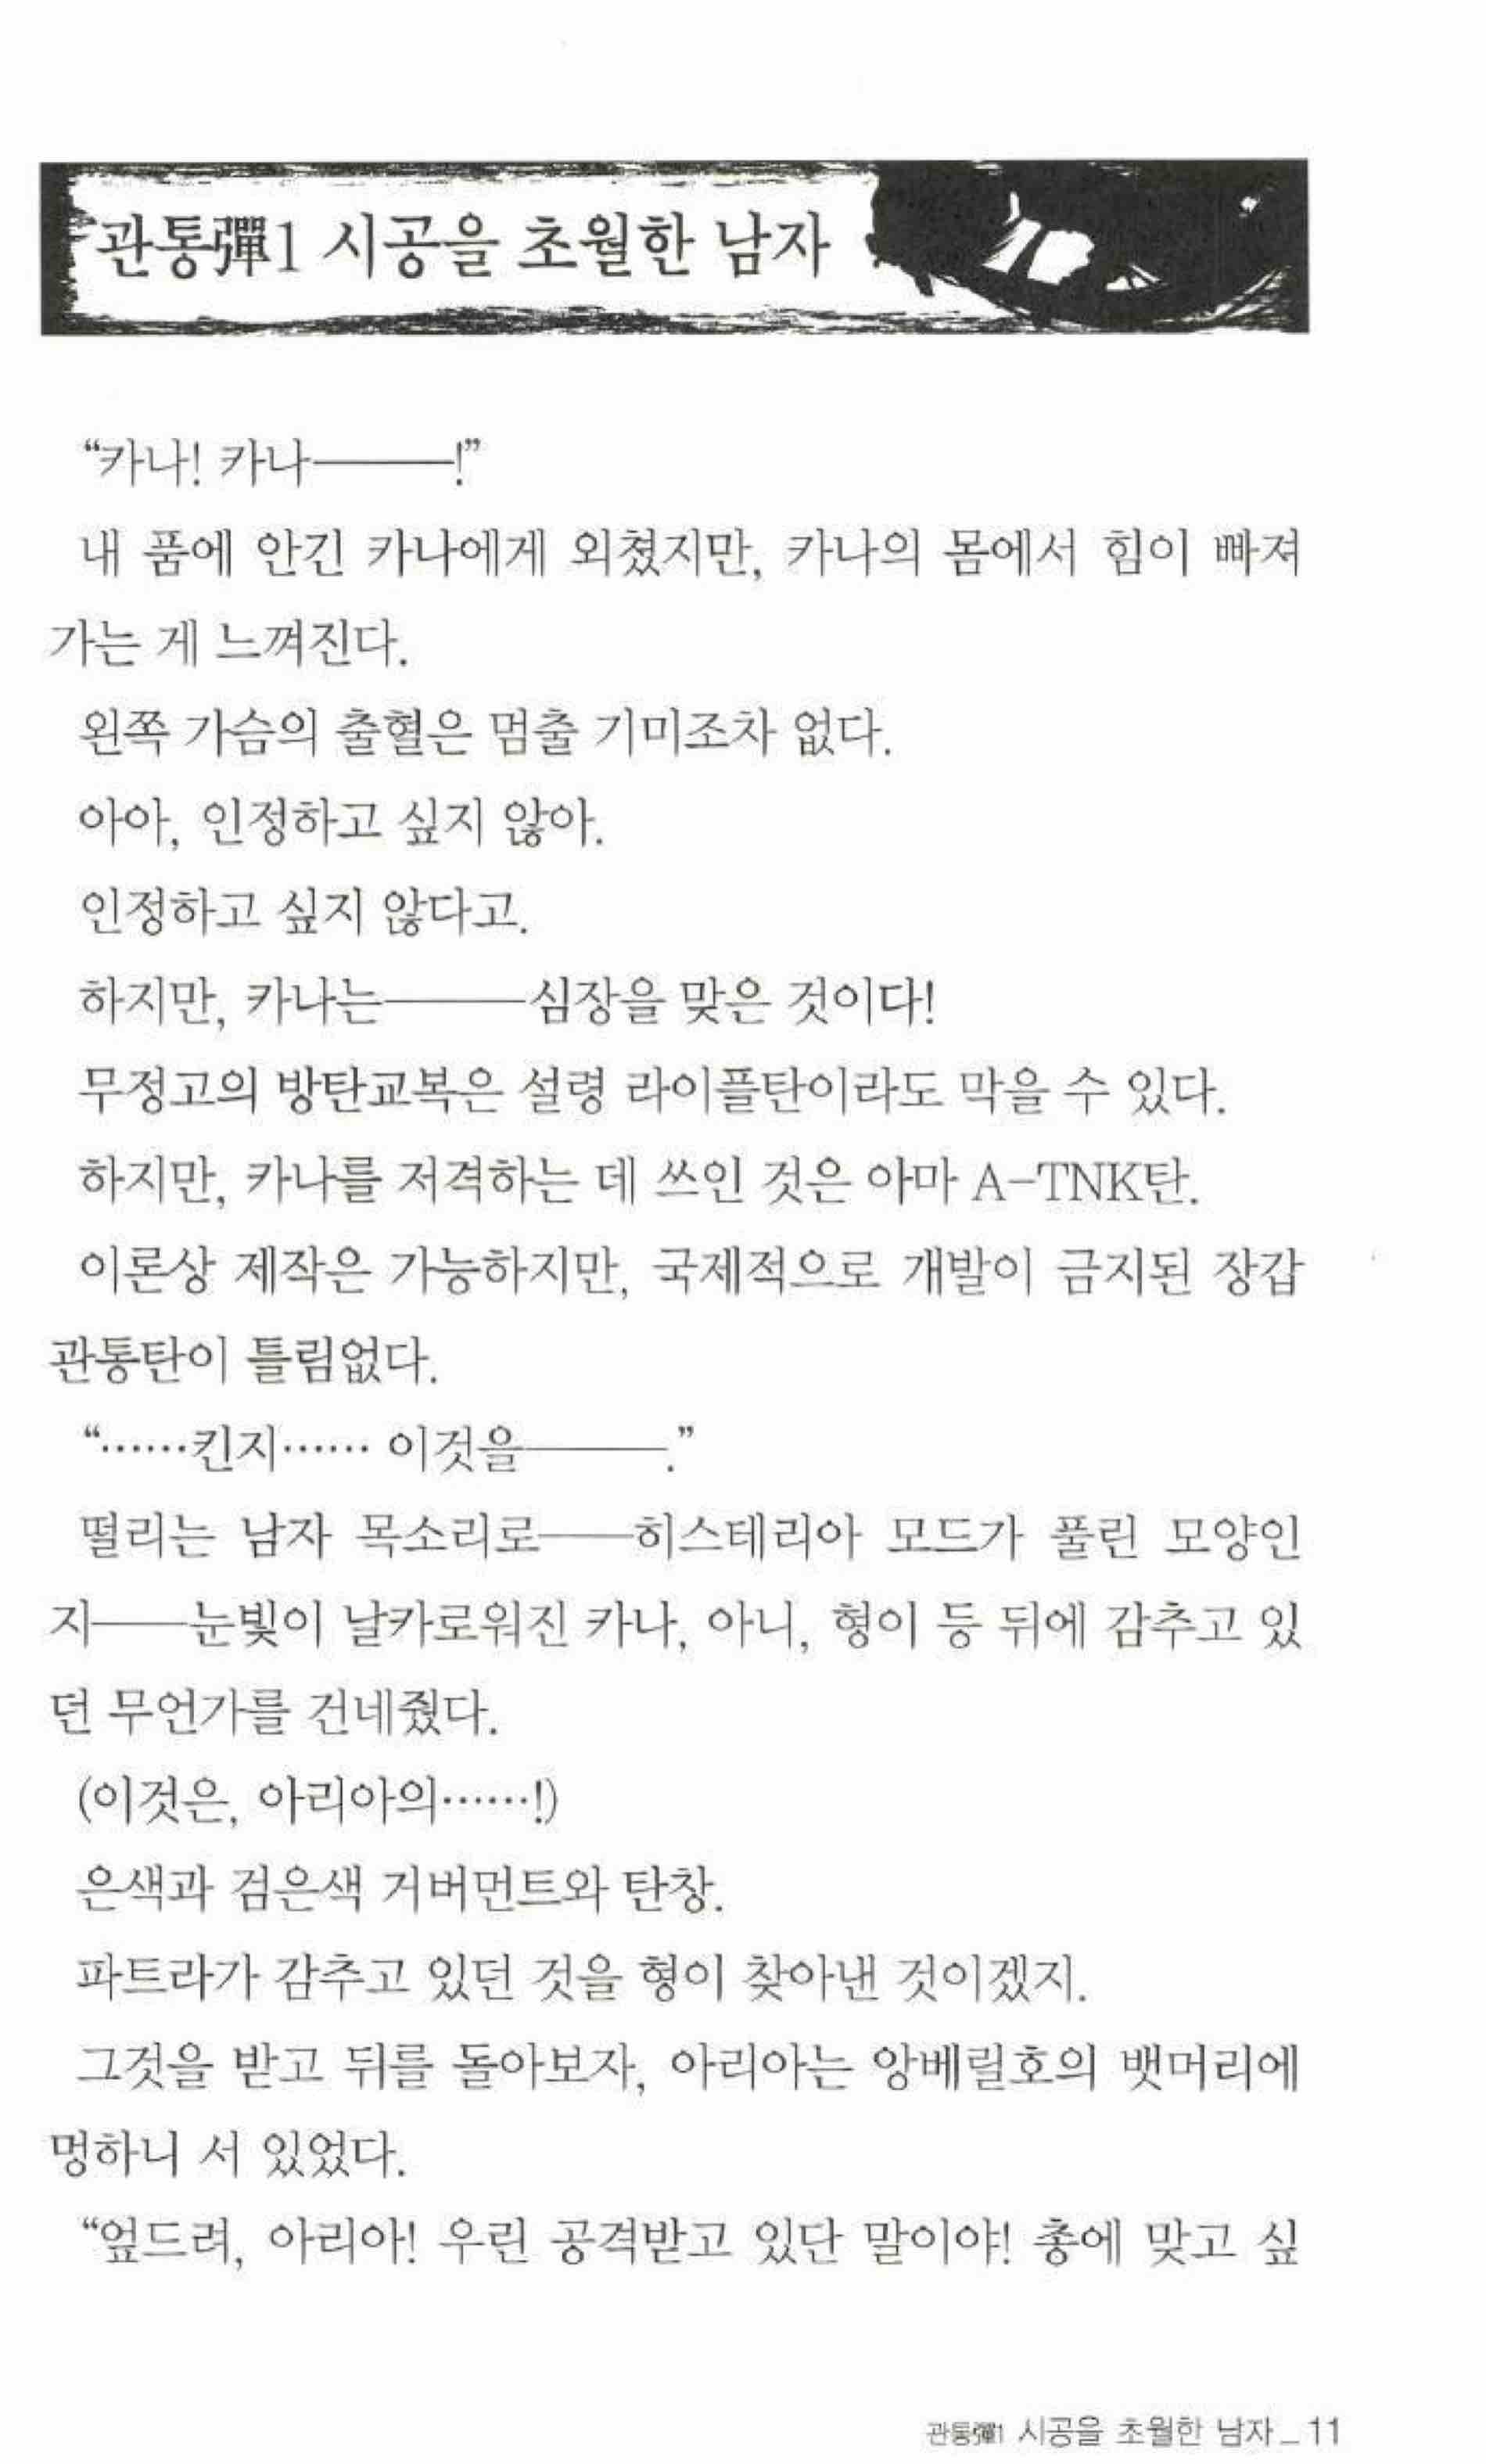 관통彈1 시공을 초월한 남자
“카나! 카나───!”
내 품에 안긴 카나에게 외쳤지만, 카나의 몸에서 힘이 빠져
가는 게 느껴진다.
왼쪽 가슴의 출혈은 멈출 기미조차 없다.
아아, 인정하고 싶지 않아.
인정하고 싶지 않다고.
하지만, 카나는───심장을 맞은 것이다!
무정고의 방탄교복은 설령 라이플탄이라도 막을 수 있다.
하지만, 카나를 저격하는 데 쓰인 것은 아마 A-TNK탄.
이론상 제작은 가능하지만, 국제적으로 개발이 금지된 장갑
관통탄이 틀림없다.
“……킨지…… 이것을───.”
떨리는 남자 목소리로──히스테리아 모드가 풀린 모양인
지──눈빛이 날카로워진 카나, 아니, 형이 등 뒤에 감추고 있
던 무언가를 건네줬다.
(이것은, 아리아의……!)
은색과 검은색 거버먼트와 탄창.
파트라가 감추고 있던 것을 형이 찾아낸 것이겠지.
그것을 받고 뒤를 돌아보자, 아리아는 앙베릴호의 뱃머리에
멍하니 서 있었다.
“엎드려, 아리아! 우린 공격받고 있단 말이야! 총에 맞고 싶
관통彈1 시공을 초월한 남자_11